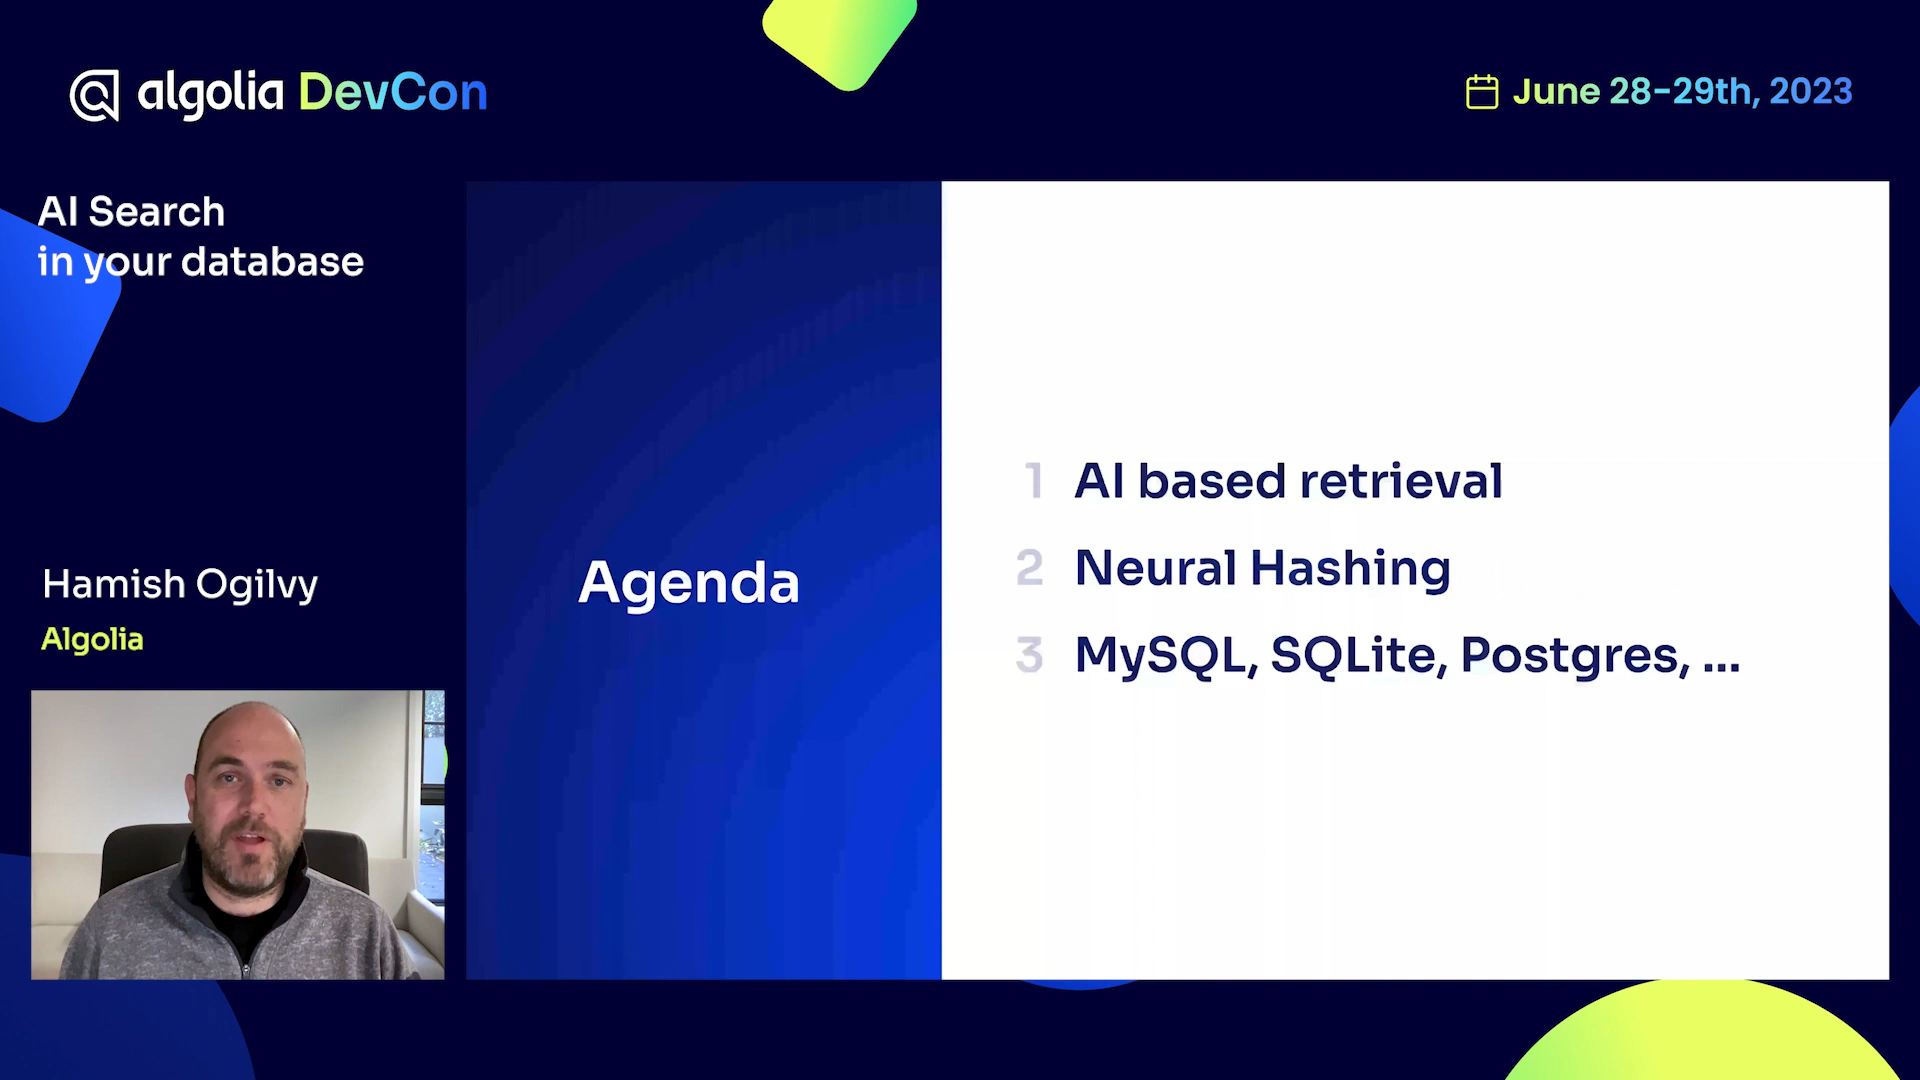 algolia DevCon
June 28-29th, 2023
AI Search
in your database
Hamish Ogilvy
Algolia
Agenda
1 AI based retrieval
2 Neural Hashing
3 MySQL, SQLite, Postgres, ...